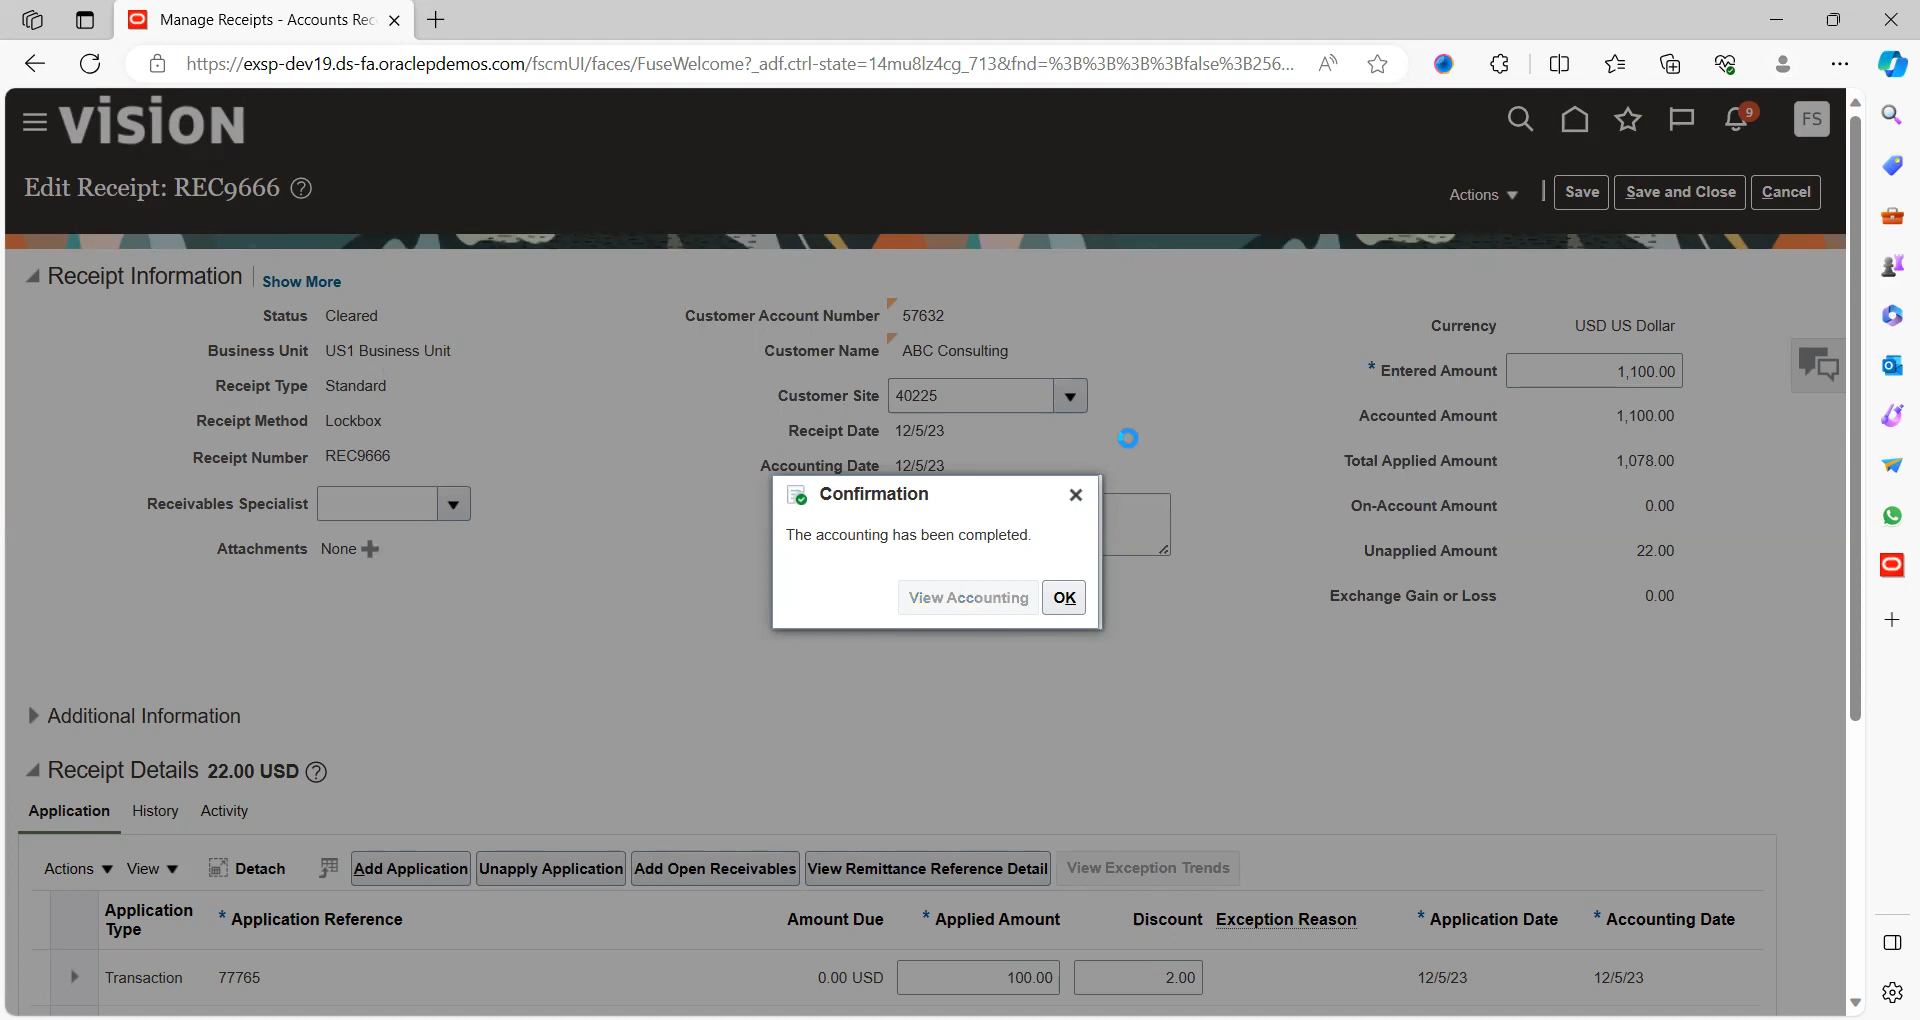 Manage Receipts - Accounts Rec
https://exsp-dev19.ds-fa.oraclepdemos.com/fscmUI/faces/FuseWelcome?_adf.ctrl-state=14mu8lz4cg_713&fnd=%3B%3B%3B%3Bfalse%3B256...
VISION
9
FS
Edit Receipt: REC9666
Actions
Save
Save and Close
Cancel
Receipt Information
Show More
Status Cleared
Business Unit US1 Business Unit
Receipt Type Standard
Receipt Method Lockbox
Receipt Number REC9666
Receivables Specialist
Attachments None
Customer Account Number 57632
Customer Name ABC Consulting
Customer Site 40225
Receipt Date 12/5/23
Accounting Date 12/5/23
Currency USD US Dollar
* Entered Amount 1,100.00
Accounted Amount 1,100.00
Total Applied Amount 1,078.00
On-Account Amount 0.00
Unapplied Amount 22.00
Exchange Gain or Loss 0.00
Confirmation
The accounting has been completed.
View Accounting OK
Additional Information
Receipt Details 22.00 USD
Application History Activity
Actions View Detach Add Application Unapply Application Add Open Receivables View Remittance Reference Detail View Exception Trends
Application Type * Application Reference Amount Due * Applied Amount Discount Exception Reason * Application Date * Accounting Date
Transaction 77765 0.00 USD 100.00 2.00 12/5/23 12/5/23